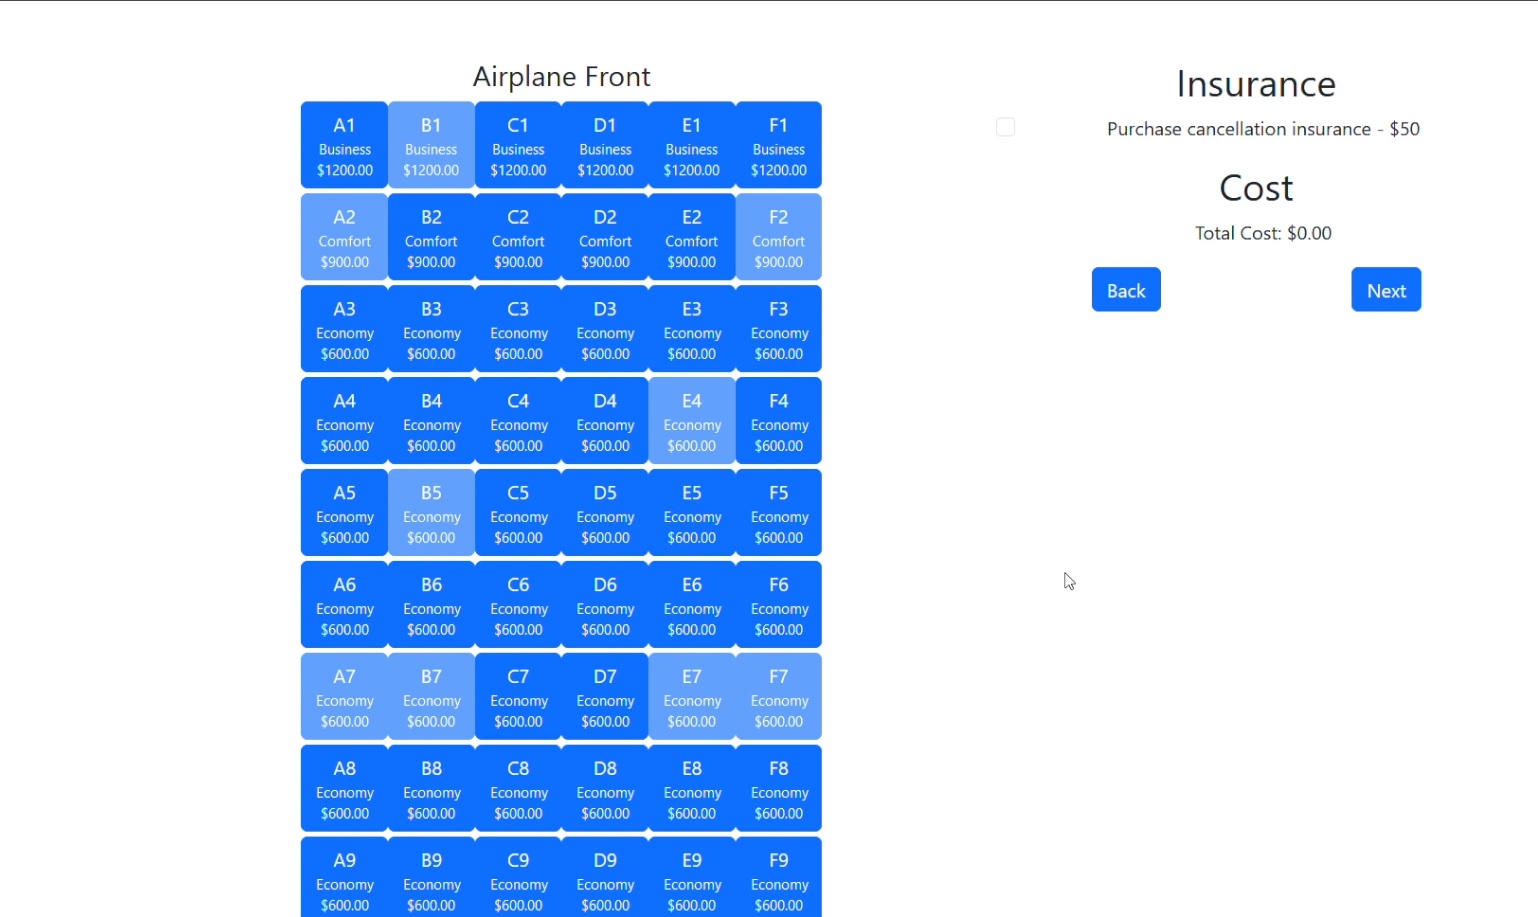 Airplane Front
A1 B1 C1 D1 E1 F1
Business Business Business Business Business Business
$1200.00 $1200.00 $1200.00 $1200.00 $1200.00 $1200.00
A2 B2 C2 D2 E2 F2
Comfort Comfort Comfort Comfort Comfort Comfort
$900.00 $900.00 $900.00 $900.00 $900.00 $900.00
A3 B3 C3 D3 E3 F3
Economy Economy Economy Economy Economy Economy
$600.00 $600.00 $600.00 $600.00 $600.00 $600.00
A4 B4 C4 D4 E4 F4
Economy Economy Economy Economy Economy Economy
$600.00 $600.00 $600.00 $600.00 $600.00 $600.00
A5 B5 C5 D5 E5 F5
Economy Economy Economy Economy Economy Economy
$600.00 $600.00 $600.00 $600.00 $600.00 $600.00
A6 B6 C6 D6 E6 F6
Economy Economy Economy Economy Economy Economy
$600.00 $600.00 $600.00 $600.00 $600.00 $600.00
A7 B7 C7 D7 E7 F7
Economy Economy Economy Economy Economy Economy
$600.00 $600.00 $600.00 $600.00 $600.00 $600.00
A8 B8 C8 D8 E8 F8
Economy Economy Economy Economy Economy Economy
$600.00 $600.00 $600.00 $600.00 $600.00 $600.00
A9 B9 C9 D9 E9 F9
Economy Economy Economy Economy Economy Economy
$600.00 $600.00 $600.00 $600.00 $600.00 $600.00
Insurance
Purchase cancellation insurance - $50
Cost
Total Cost: $0.00
Back Next